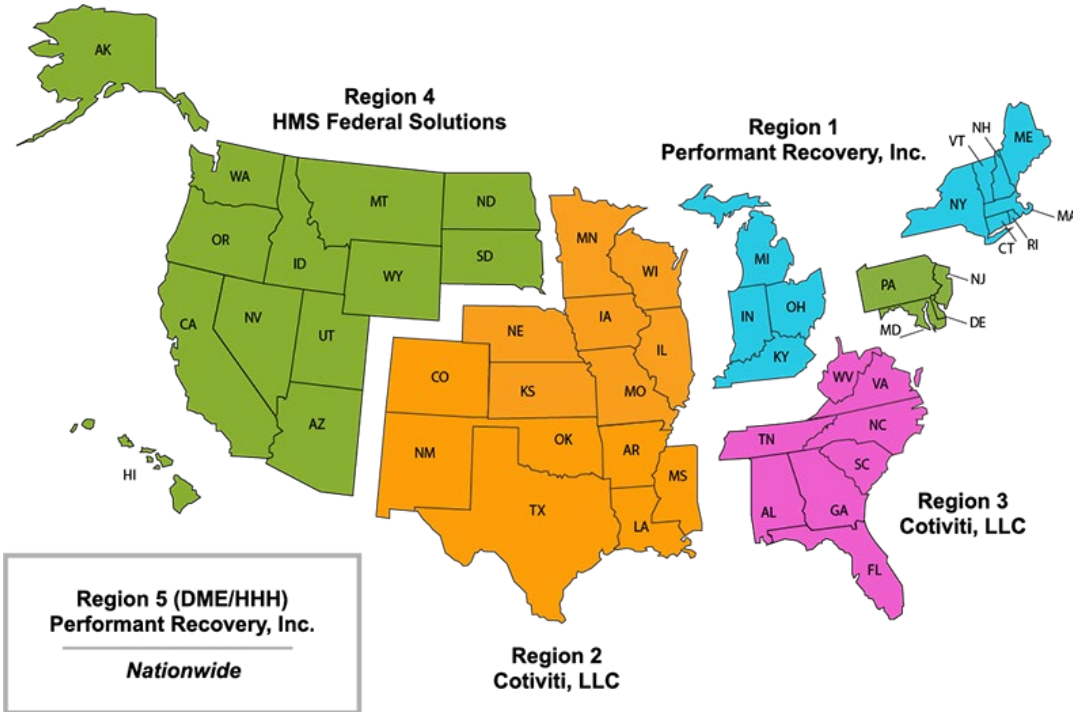 AK
Region 4
HMS Federal Solutions
Region 1
Performant Recovery, Inc.
WA
MT
ND
OR
ID
SD
WY
CA
NV
UT
AZ
HI
MN
WI
IA
NE
IL
CO
KS
MO
NM
OK
AR
MS
TX
LA
NH
VT
ME
NY
MA
CT
RI
MI
IN
OH
KY
PA
NJ
MD
DE
WV
VA
TN
NC
SC
AL
GA
FL
Region 3
Cotiviti, LLC
Region 5 (DME/HHH)
Performant Recovery, Inc.
Nationwide
Region 2
Cotiviti, LLC